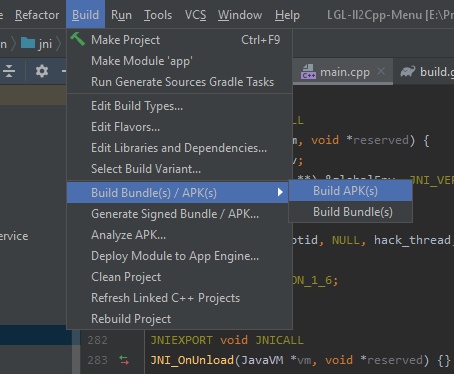 Refactor Build Run Tools VCS Window Help LGL-Il2Cpp-Menu [E:\Pr
n jni
Make Project Ctrl+F9
Make Module 'app'
Run Generate Sources Gradle Tasks
Edit Build Types...
Edit Flavors...
Edit Libraries and Dependencies...
Select Build Variant...
Build Bundle(s) / APK(s)
Generate Signed Bundle / APK...
Analyze APK...
Deploy Module to App Engine...
Clean Project
Refresh Linked C++ Projects
Rebuild Project
Build APK(s)
Build Bundle(s)
main.cpp build.g
ALL
m, void *reserved) {
v;
JNI_VER
ptid, NULL, hack_thread,
ON_1_6;
ervice
282 JNIEXPORT void JNICALL
283 JNI_OnUnload(JavaVM *vm, void *reserved) {}